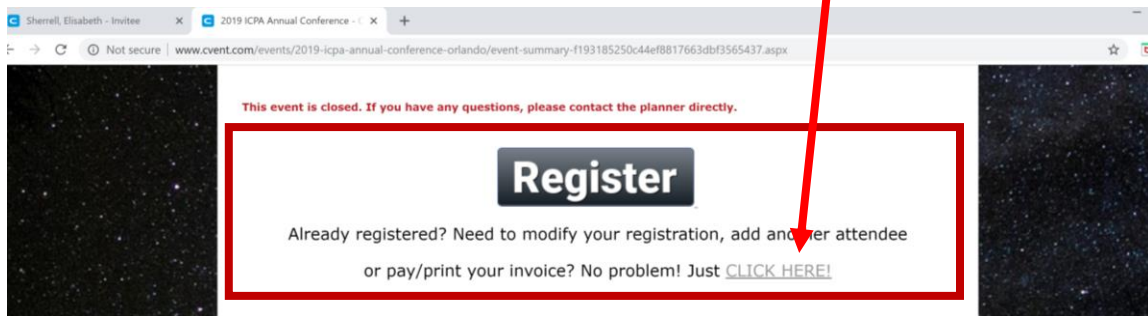 Sherrell, Elisabeth - Invitee
2019 ICPA Annual Conference - C
Not secure | www.cvent.com/events/2019-icpa-annual-conference-orlando/event-summary-f193185250c44ef8817663dbf3565437.aspx
This event is closed. If you have any questions, please contact the planner directly.
Register
Already registered? Need to modify your registration, add another attendee
or pay/print your invoice? No problem! Just CLICK HERE!